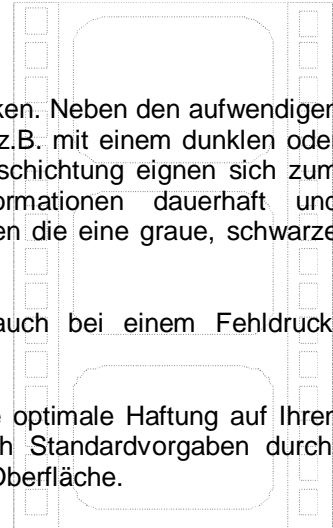 ken. Neben den aufwendigen
z.B. mit einem dunklen oder
schichtung eignen sich zum
ormationen dauerhaft und
en die eine graue, schwarze
auch bei einem Fehldruck
e optimale Haftung auf Ihren
h Standardvorgaben durch
Oberfläche.